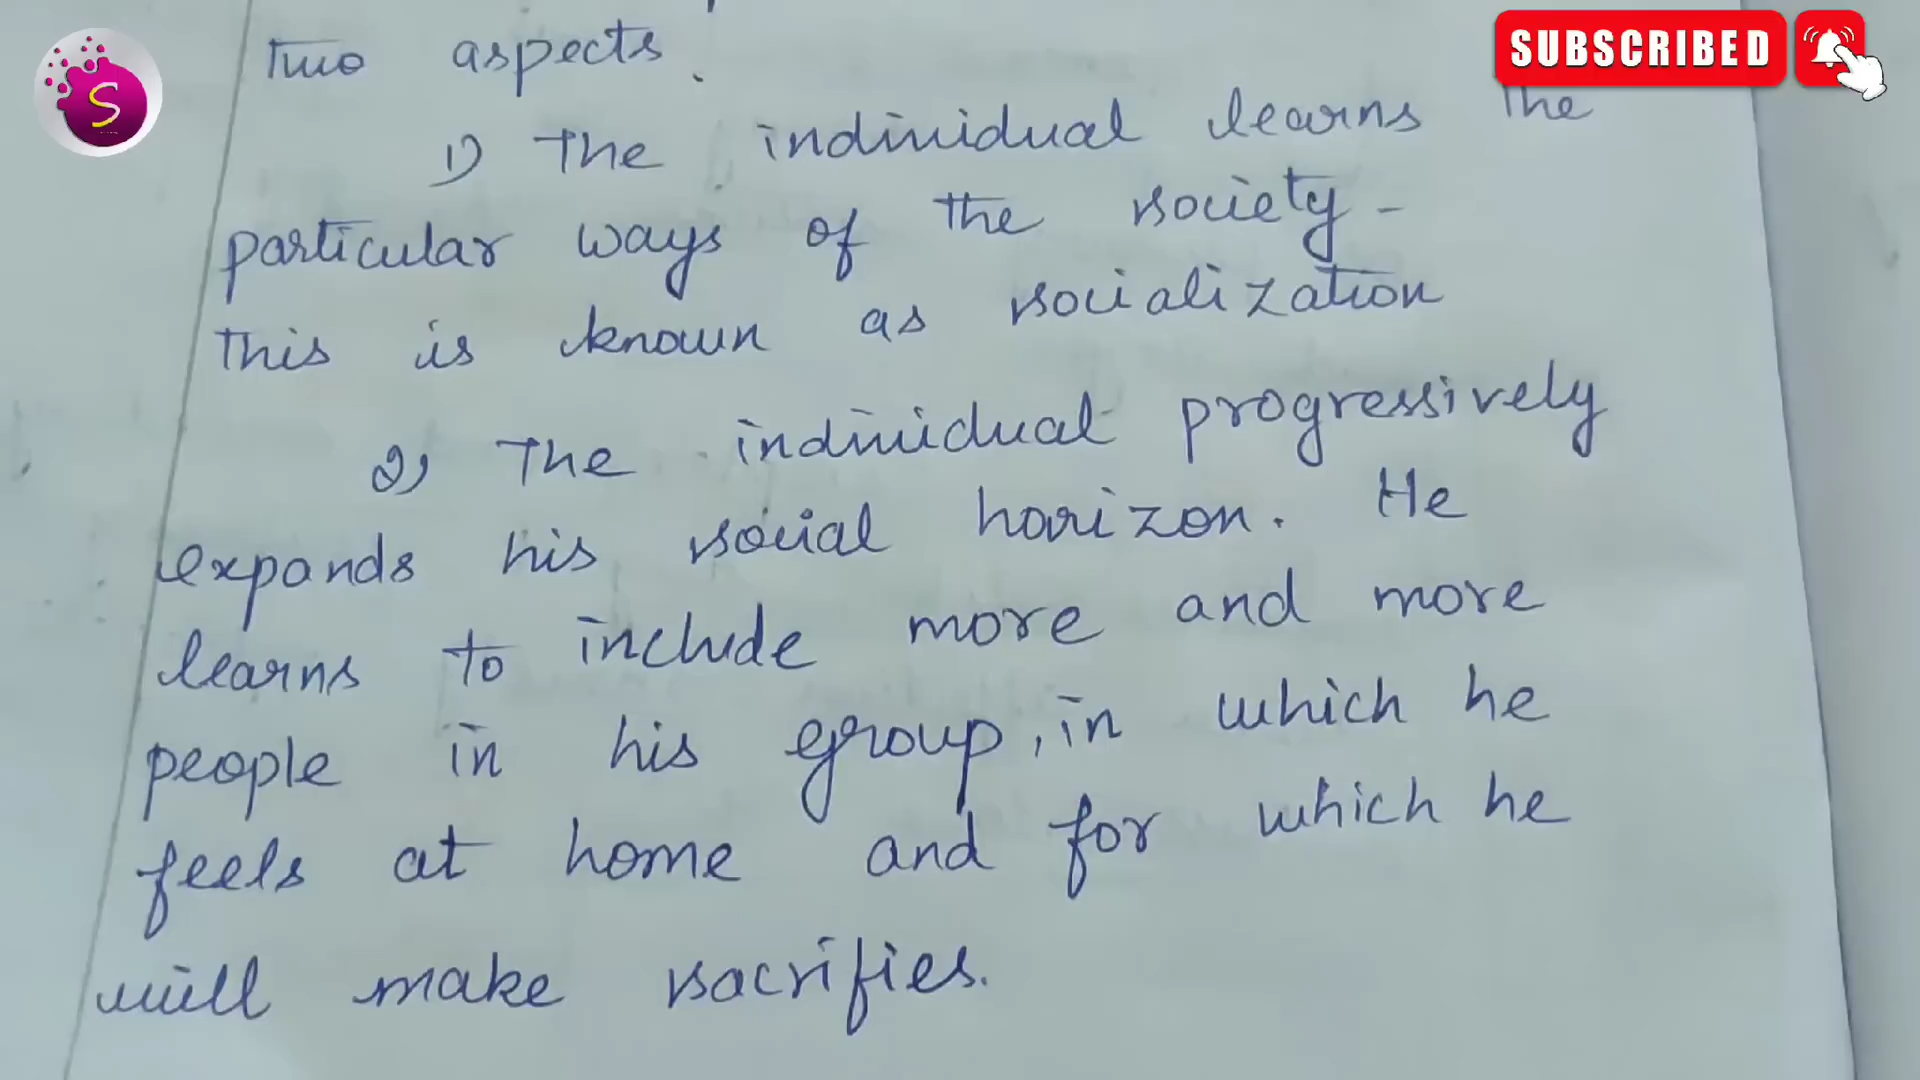 two aspects.
1) The individual learns the
particular ways of the society -
this is known as socialization
2) The individual progressively
expands his social horizon. He
learns to include more and more
people in his group, in which he
feels at home and for which he
will make sacrifies.
SUBSCRIBED
S